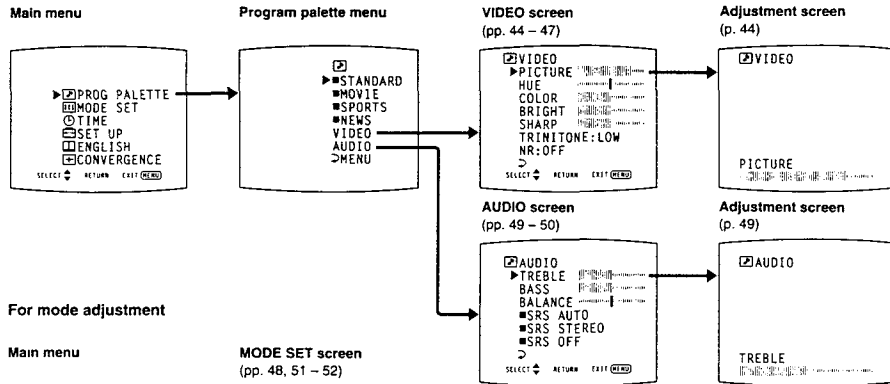 Main menu
PROG PALETTE
MODE SET
TIME
SET UP
ENGLISH
CONVERGENCE
SELECT RETURN EXIT MENU
Program palette menu
STANDARD
MOVIE
SPORTS
NEWS
VIDEO
AUDIO
MENU
VIDEO screen
(pp. 44 – 47)
VIDEO
PICTURE
HUE
COLOR
BRIGHT
SHARP
TRINITONE:LOW
NR:OFF
SELECT RETURN EXIT MENU
Adjustment screen
(p. 44)
VIDEO
PICTURE
AUDIO screen
(pp. 49 – 50)
AUDIO
TREBLE
BASS
BALANCE
SRS AUTO
SRS STEREO
SRS OFF
SELECT RETURN EXIT MENU
Adjustment screen
(p. 49)
AUDIO
TREBLE
For mode adjustment
Main menu
MODE SET screen
(pp. 48, 51 – 52)